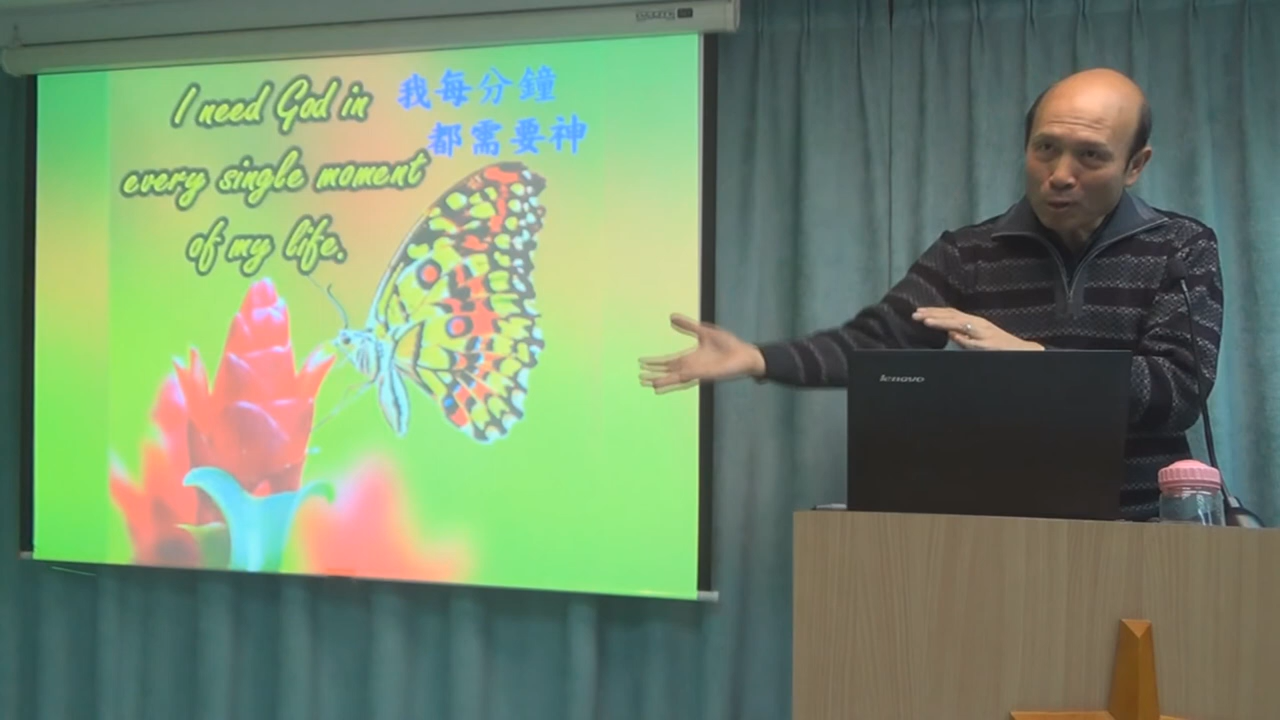 I need God in
every single moment
of my life.
我每分鐘
都需要神
lenovo